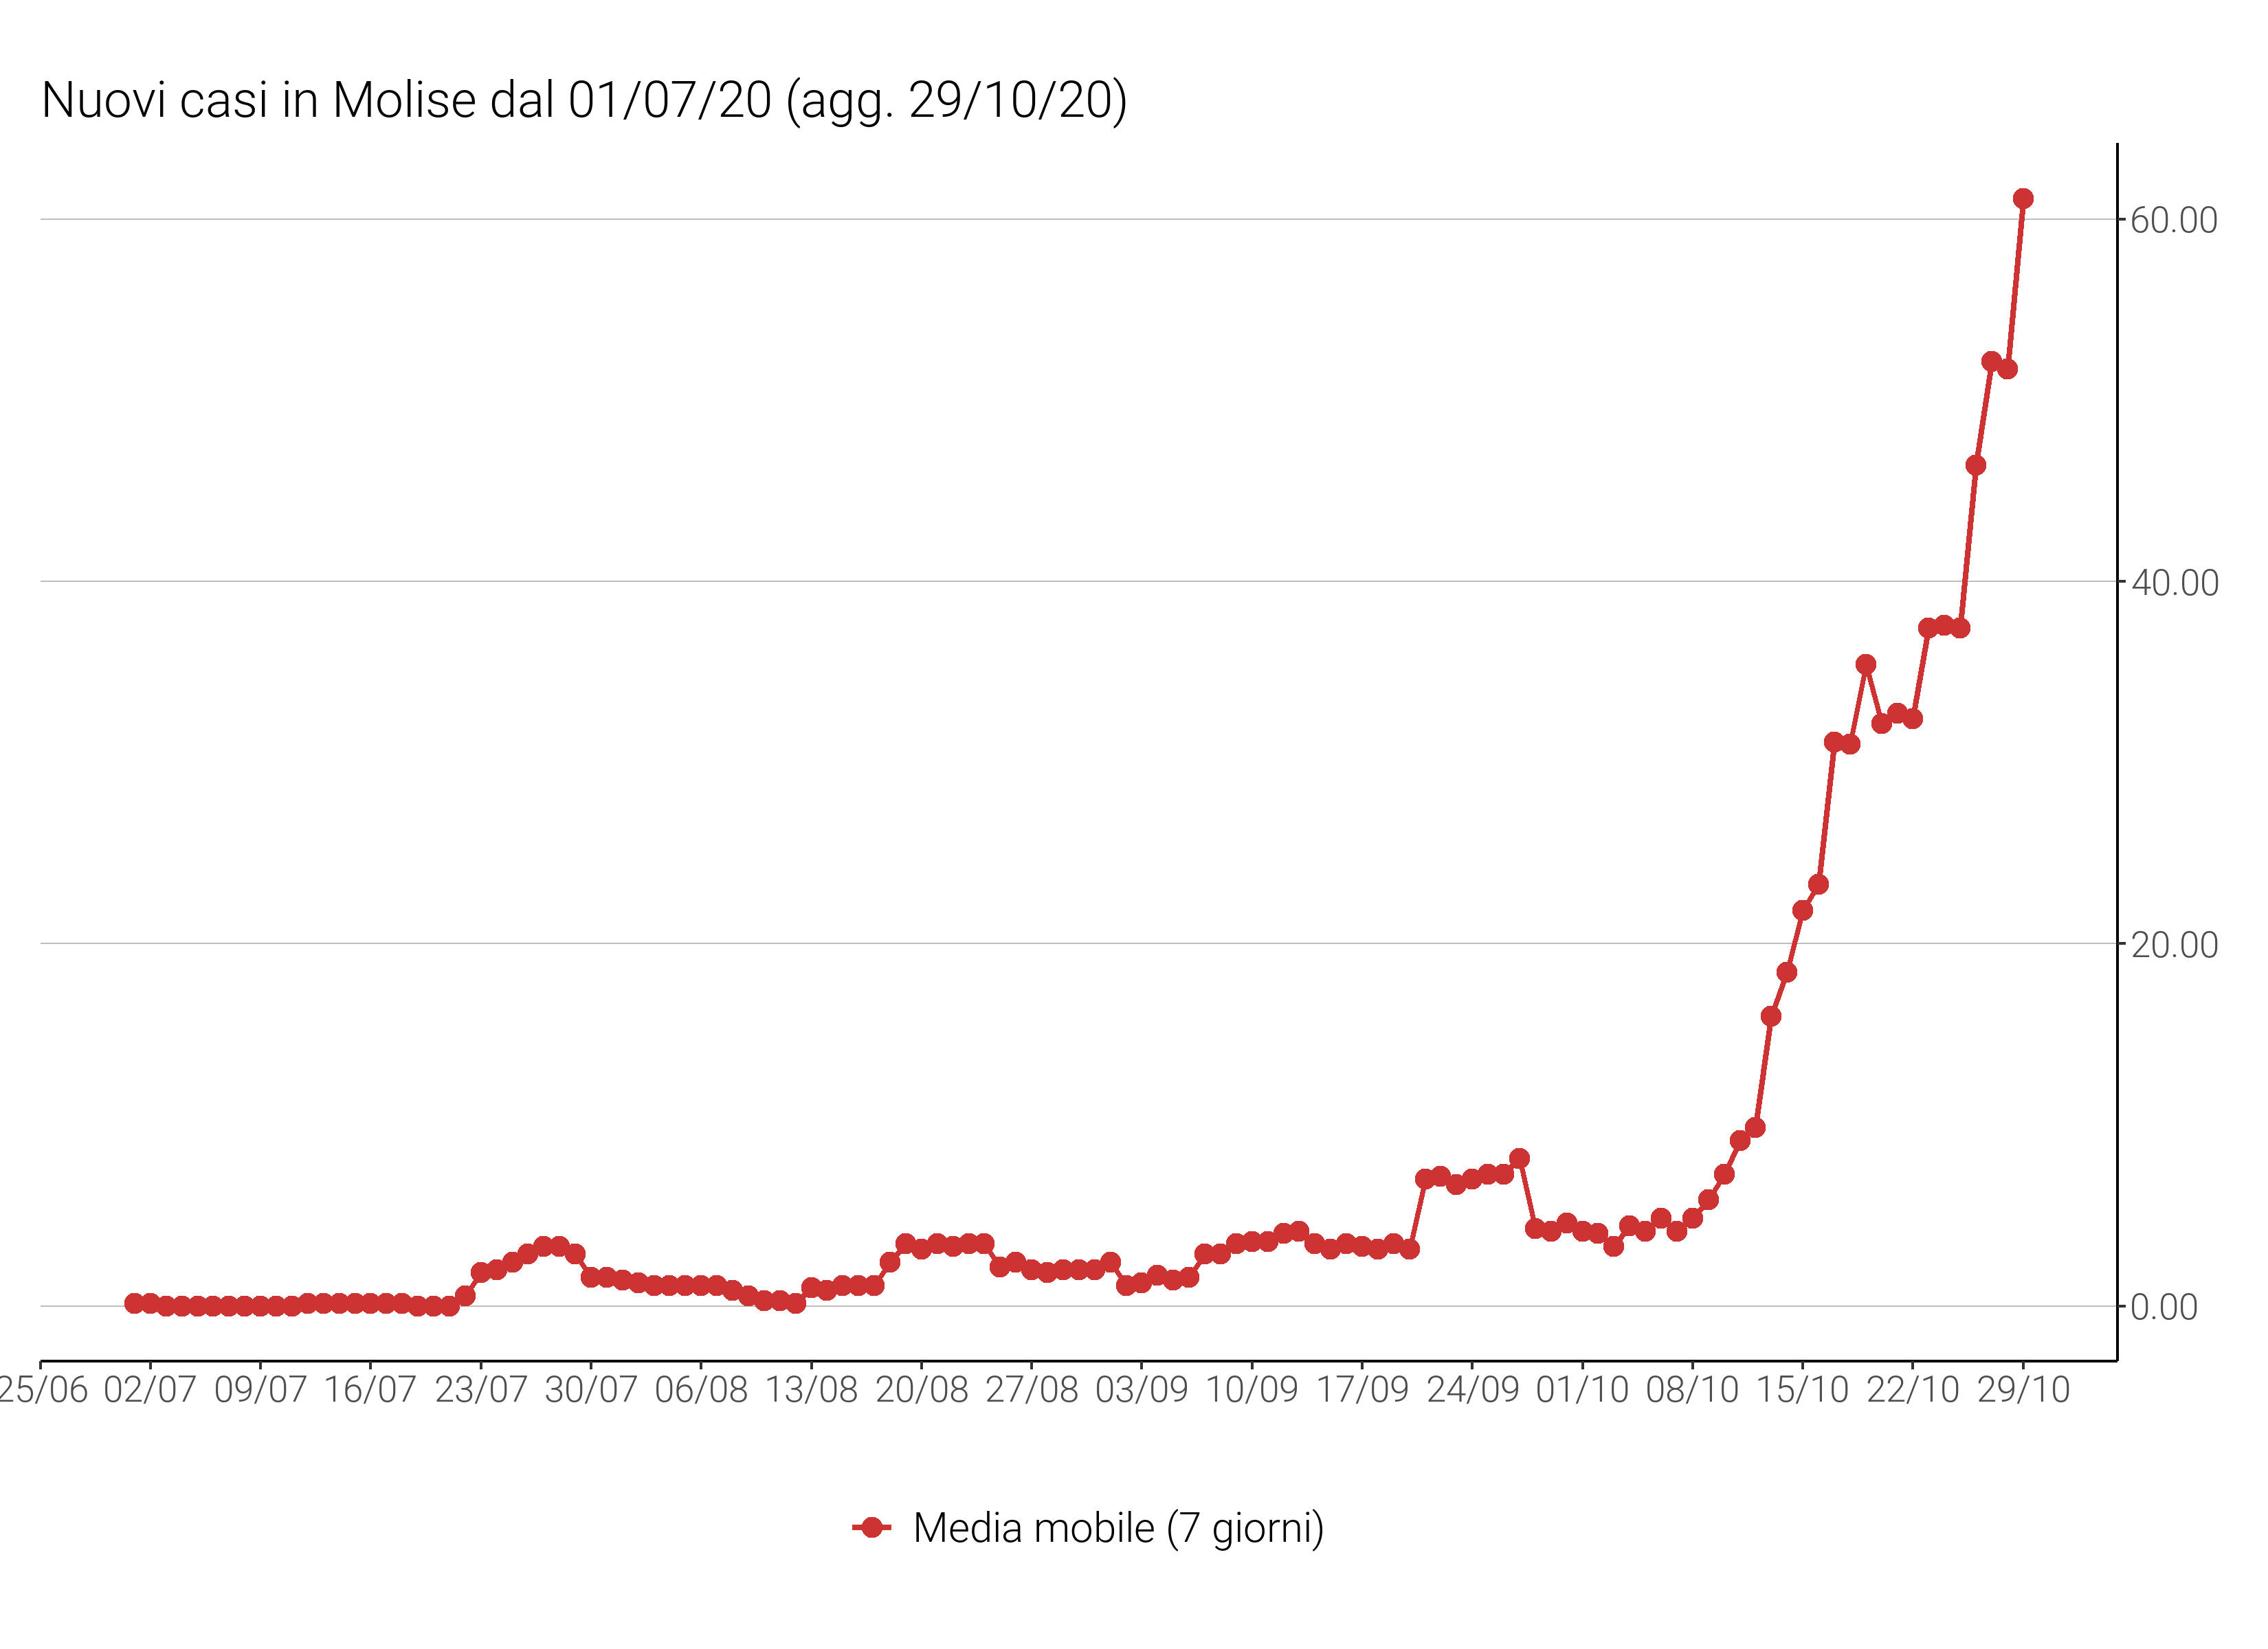 Nuovi casi in Molise dal 01/07/20 (agg. 29/10/20)
60.00
40.00
20.00
0.00
25/06 02/07 09/07 16/07 23/07 30/07 06/08 13/08 20/08 27/08 03/09 10/09 17/09 24/09 01/10 08/10 15/10 22/10 29/10
Media mobile (7 giorni)